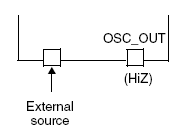 OSC_OUT
(HiZ)
External
source